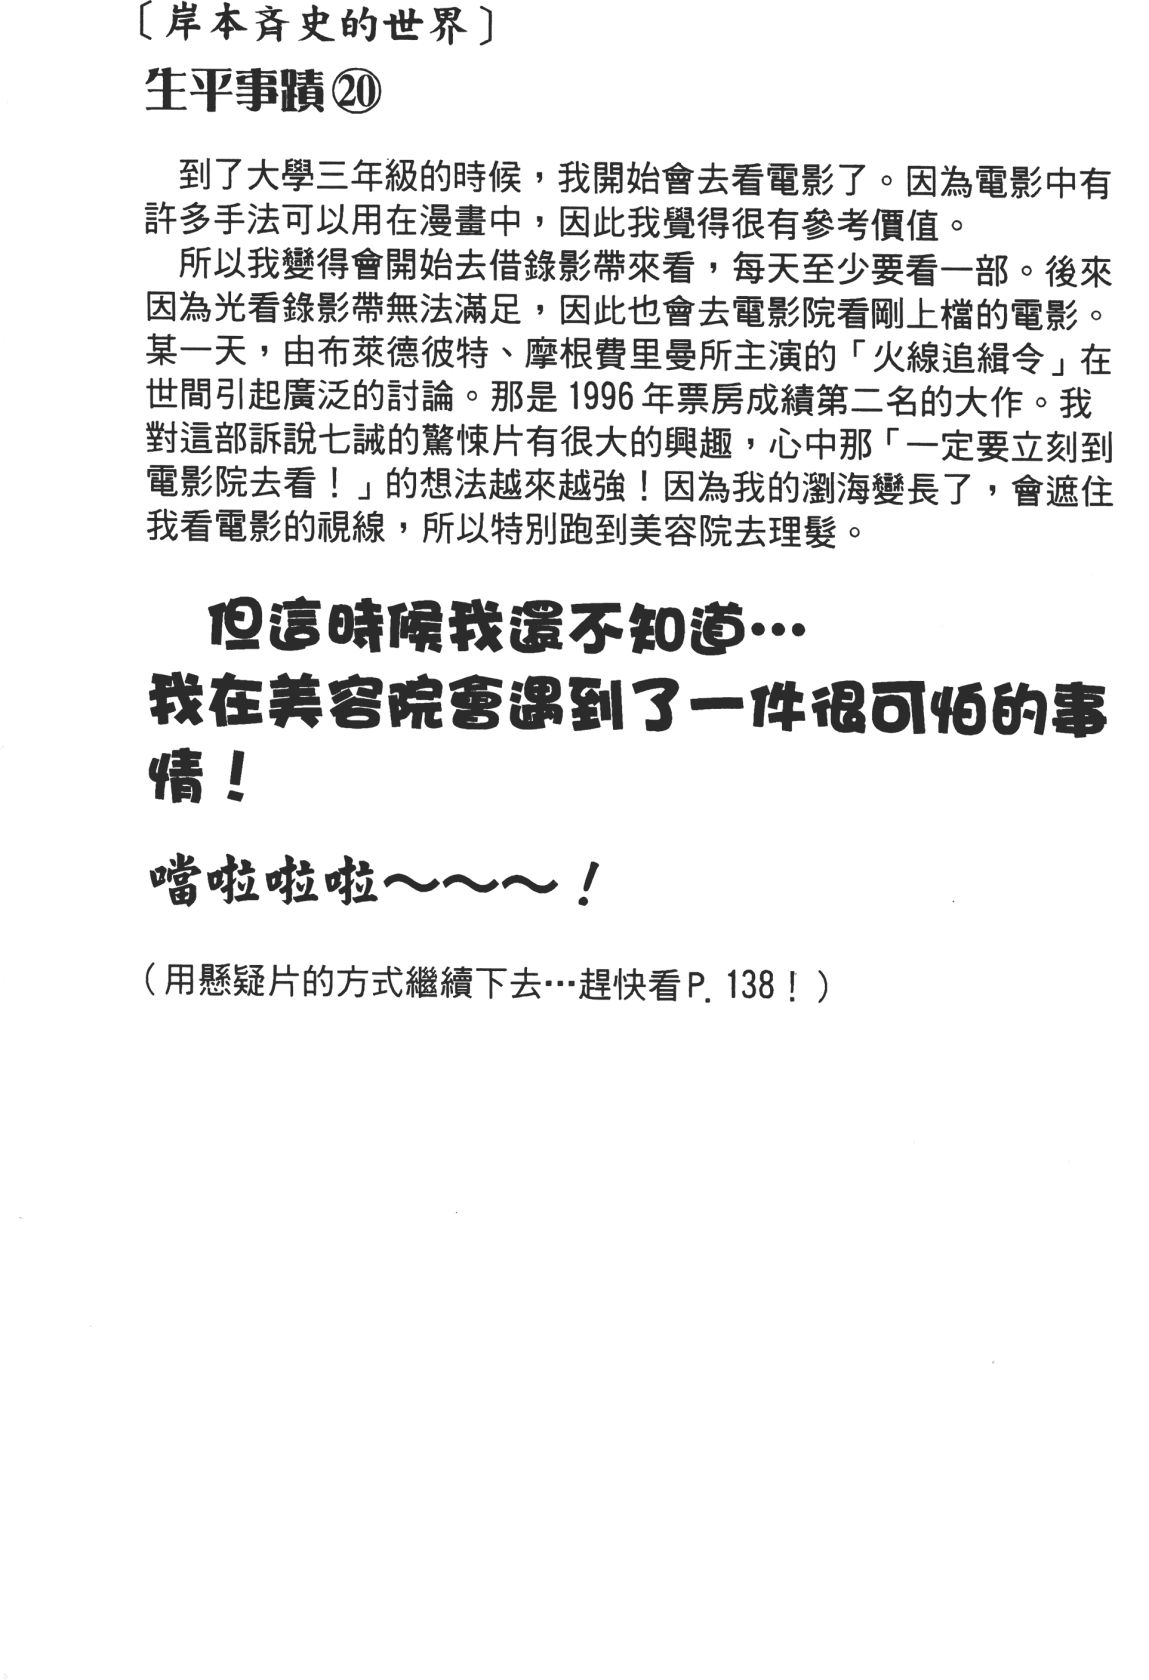 〔岸本斉史的世界〕
生平事蹟⑳
到了大學三年級的時候，我開始會去看電影了。因為電影中有
許多手法可以用在漫畫中，因此我覺得很有參考價值。
所以我變得會開始去借錄影帶來看，每天至少要看一部。後來
因為光看錄影帶無法滿足，因此也會去電影院看剛上檔的電影。
某一天，由布萊德彼特、摩根費里曼所主演的「火線追緝令」在
世間引起廣泛的討論。那是1996年票房成績第二名的大作。我
對這部訴說七誡的驚悚片有很大的興趣，心中那「一定要立刻到
電影院去看！」的想法越來越強！因為我的瀏海變長了，會遮住
我看電影的視線，所以特別跑到美容院去理髮。
但這時候我還不知道…
我在美容院會遇到了一件很可怕的事
情！
噹啦啦啦～～～！
（用懸疑片的方式繼續下去…趕快看P. 138！）